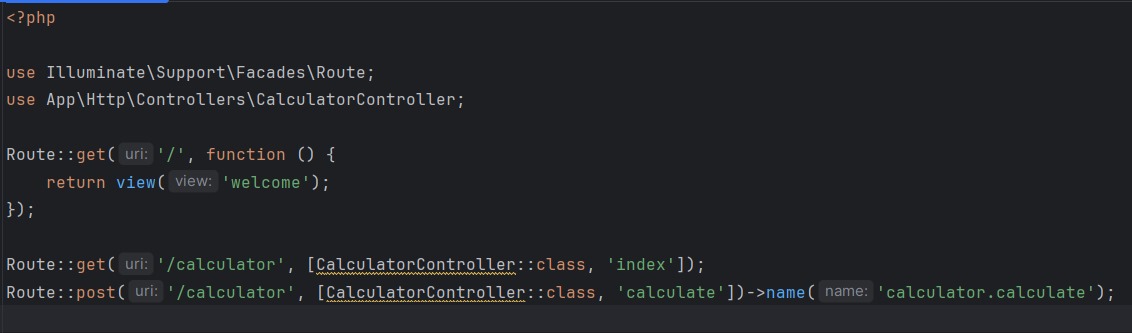 <?php
use Illuminate\Support\Facades\Route;
use App\Http\Controllers\CalculatorController;
Route::get( uri: '/', function () {
    return view( view: 'welcome');
});
Route::get( uri: '/calculator', [CalculatorController::class, 'index']);
Route::post( uri: '/calculator', [CalculatorController::class, 'calculate'])->name( name: 'calculator.calculate');